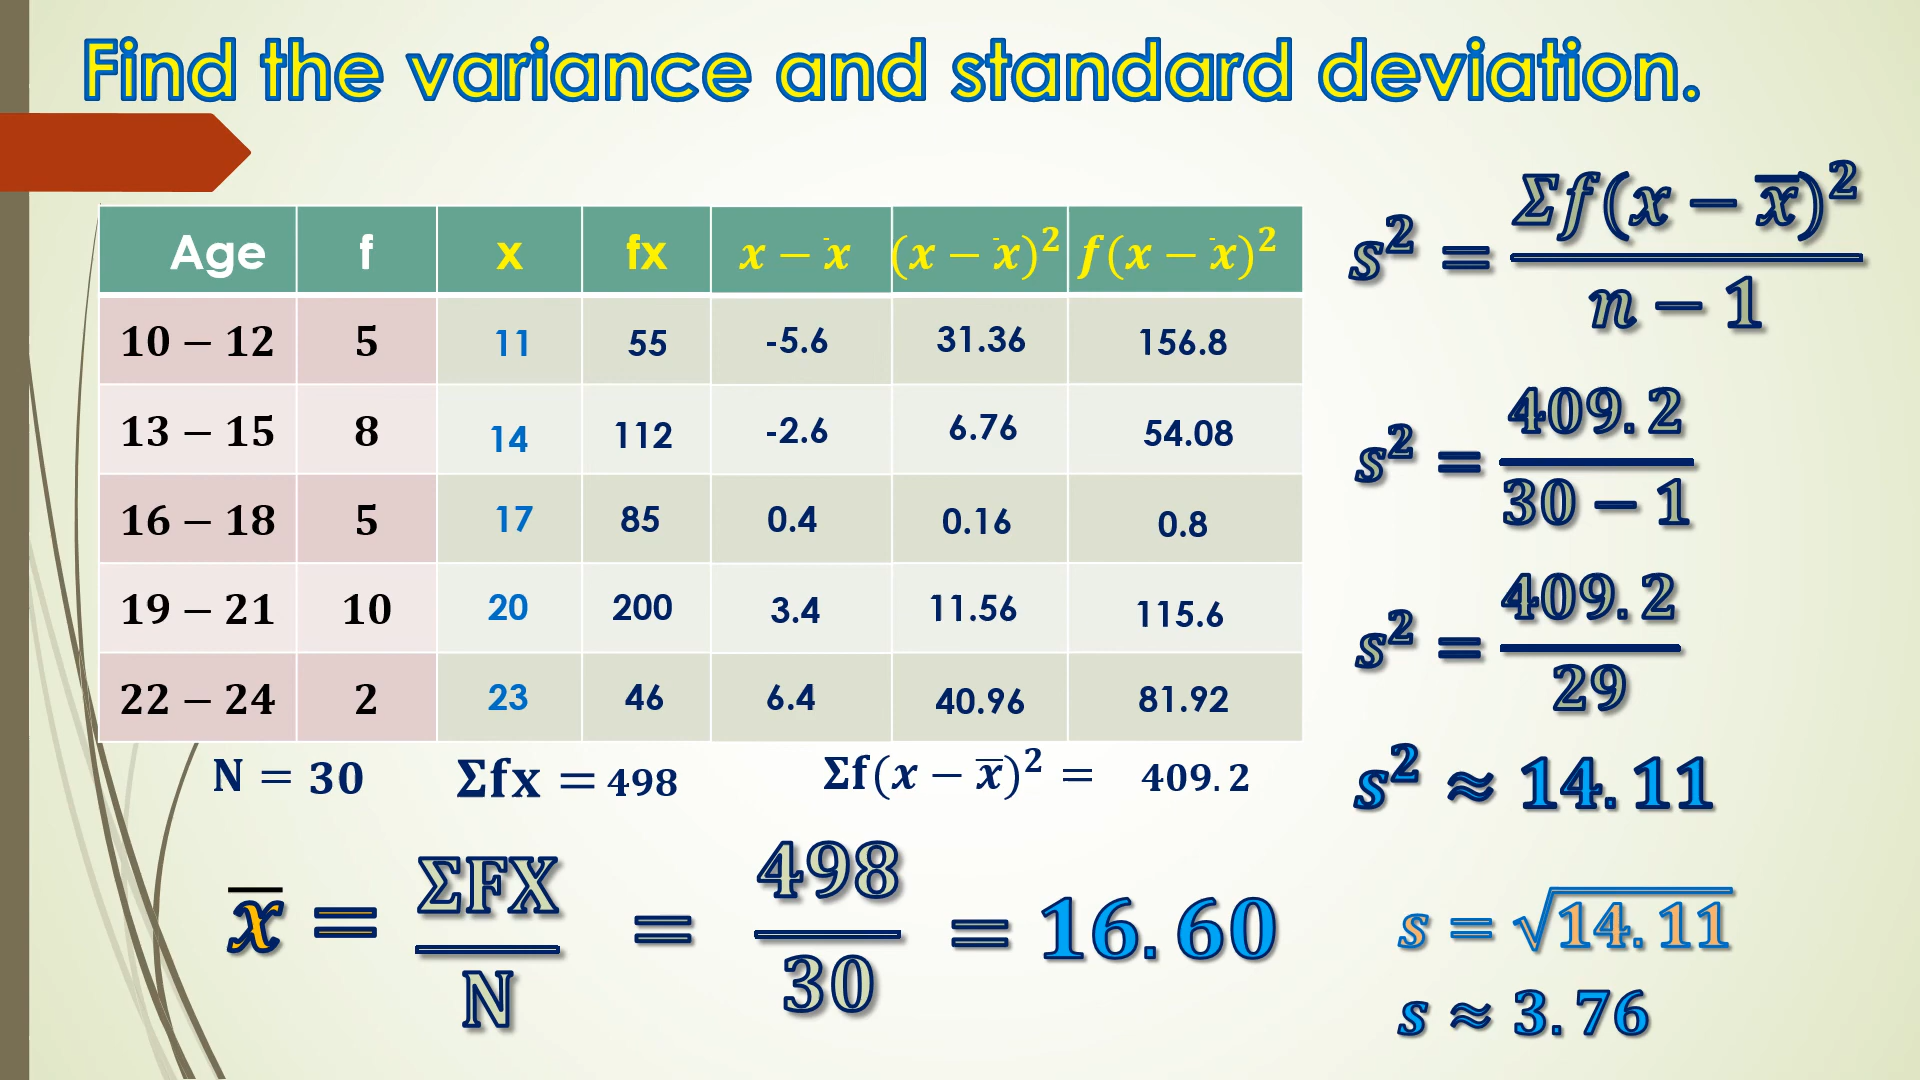 Find the variance and standard deviation.
Age f x fx x − x̄ (x − x̄)² f(x − x̄)²
10 − 12 5 11 55 -5.6 31.36 156.8
13 − 15 8 14 112 -2.6 6.76 54.08
16 − 18 5 17 85 0.4 0.16 0.8
19 − 21 10 20 200 3.4 11.56 115.6
22 − 24 2 23 46 6.4 40.96 81.92
N = 30 Σfx = 498 Σf(x − x̄)² = 409.2
x̄ = ΣFX / N = 498 / 30 = 16.60
s² = Σf(x − x̄)² / n − 1
s² = 409.2 / 30 − 1
s² = 409.2 / 29
s² ≈ 14.11
s = √14.11
s ≈ 3.76